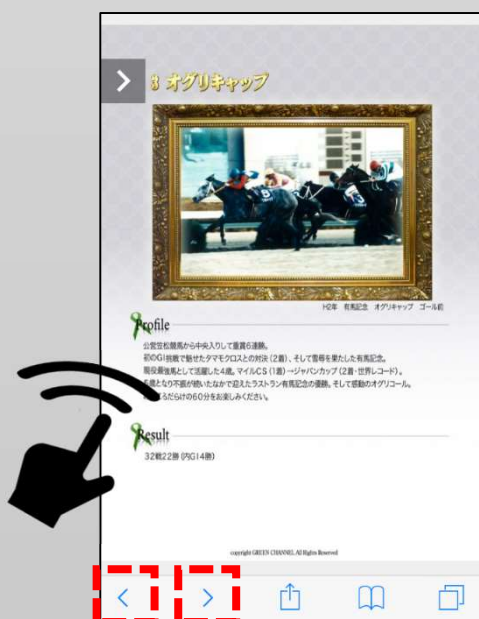 3 オグリキャップ
H2年 有馬記念 オグリキャップ ゴール前
Profile
公営笠松競馬から中央入りして重賞6連勝。
初のGI挑戦で魅せたタマモクロスとの対決(2着)、そして雪辱を果たした有馬記念。
現役最強馬として活躍した4歳。マイルCS(1着)→ジャパンカップ(2着・世界レコード)。
歳となり不振が続いたなかで迎えたラストラン有馬記念の優勝。そして感動のオグリコール。
るだらけの60分をお楽しみください。
Result
32戦22勝(内G14勝)
copyright GREEN CHANNEL. All Rights Reserved